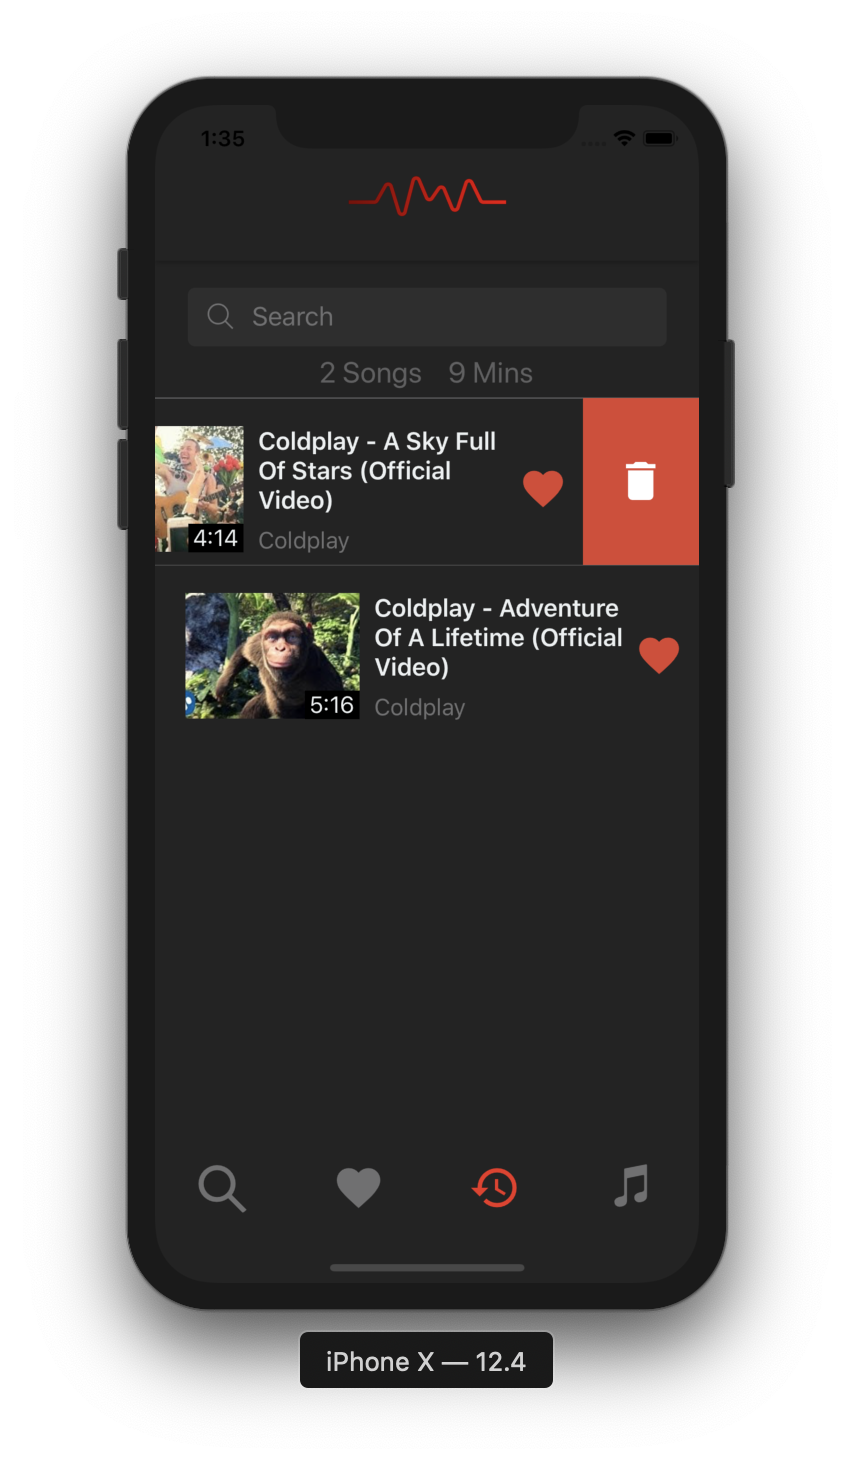 1:35
Search
2 Songs 9 Mins
Coldplay - A Sky Full
Of Stars (Official
Video)
4:14
Coldplay
Coldplay - Adventure
Of A Lifetime (Official
Video)
5:16
Coldplay
iPhone X — 12.4